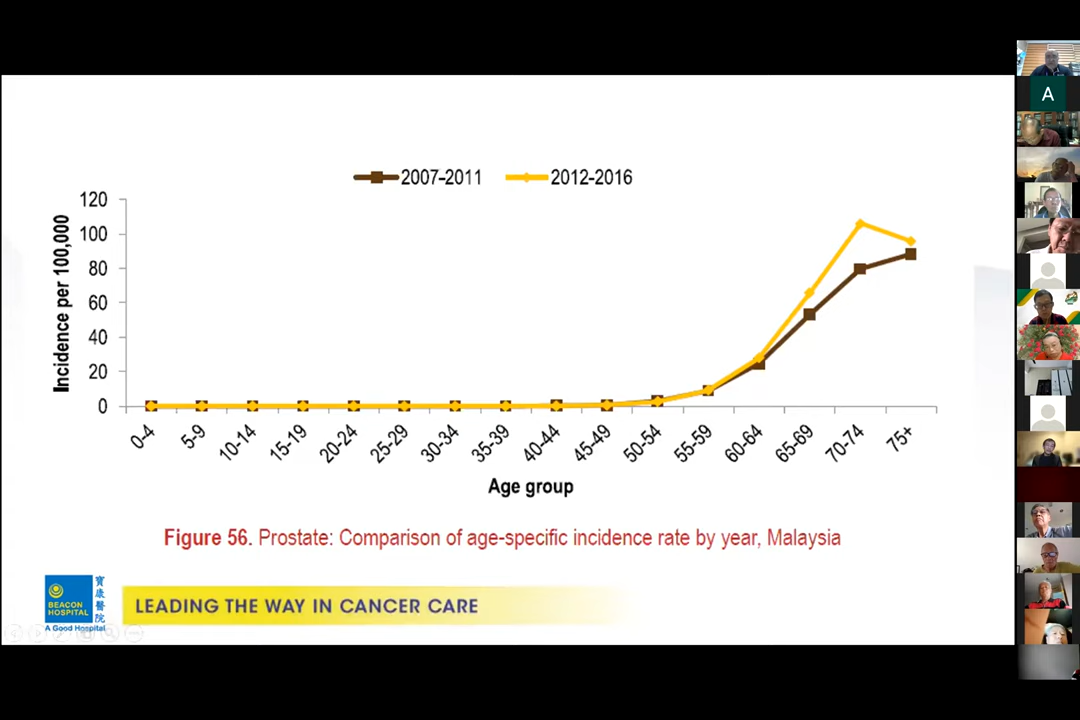 2007–2011 2012-2016
120
100
80
60
40
20
0
Incidence per 100,000
0-4 5-9 10-14 15-19 20-24 25-29 30-34 35-39 40-44 45-49 50-54 55-59 60-64 65-69 70-74 75+
Age group
Figure 56. Prostate: Comparison of age-specific incidence rate by year, Malaysia
BEACON
HOSPITAL
寶康醫院
A Good Hospital
LEADING THE WAY IN CANCER CARE
A